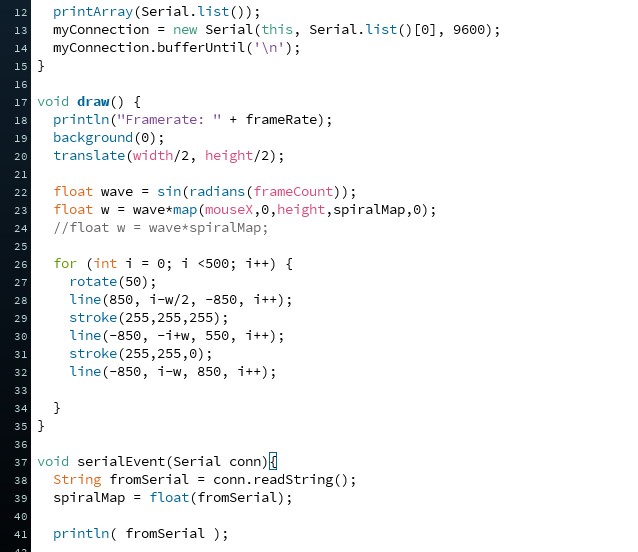 12 printArray(Serial.list());
13 myConnection = new Serial(this, Serial.list()[0], 9600);
14 myConnection.bufferUntil('\n');
15 }
16
17 void draw() {
18 println("Framerate: " + frameRate);
19 background(0);
20 translate(width/2, height/2);
21
22 float wave = sin(radians(frameCount));
23 float w = wave*map(mouseX,0,height,spiralMap,0);
24 //float w = wave*spiralMap;
25
26 for (int i = 0; i <500; i++) {
27 rotate(50);
28 line(850, i-w/2, -850, i++);
29 stroke(255,255,255);
30 line(-850, -i+w, 550, i++);
31 stroke(255,255,0);
32 line(-850, i-w, 850, i++);
33
34 }
35 }
36
37 void serialEvent(Serial conn){
38 String fromSerial = conn.readString();
39 spiralMap = float(fromSerial);
40
41 println( fromSerial );